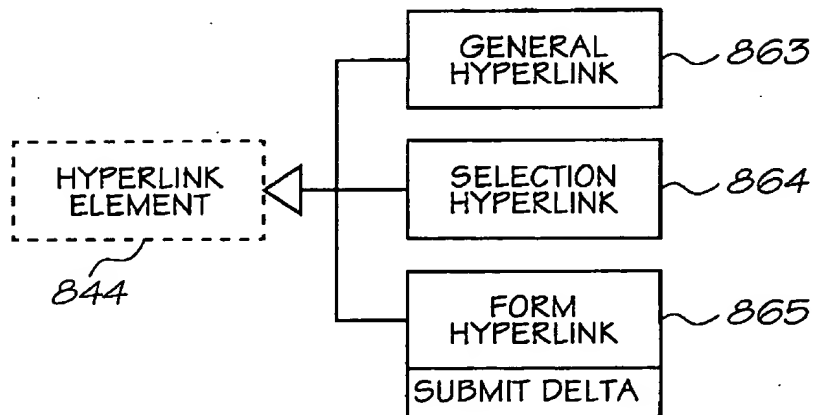 GENERAL
HYPERLINK
863
HYPERLINK
ELEMENT
844
SELECTION
HYPERLINK
864
FORM
HYPERLINK
865
SUBMIT DELTA